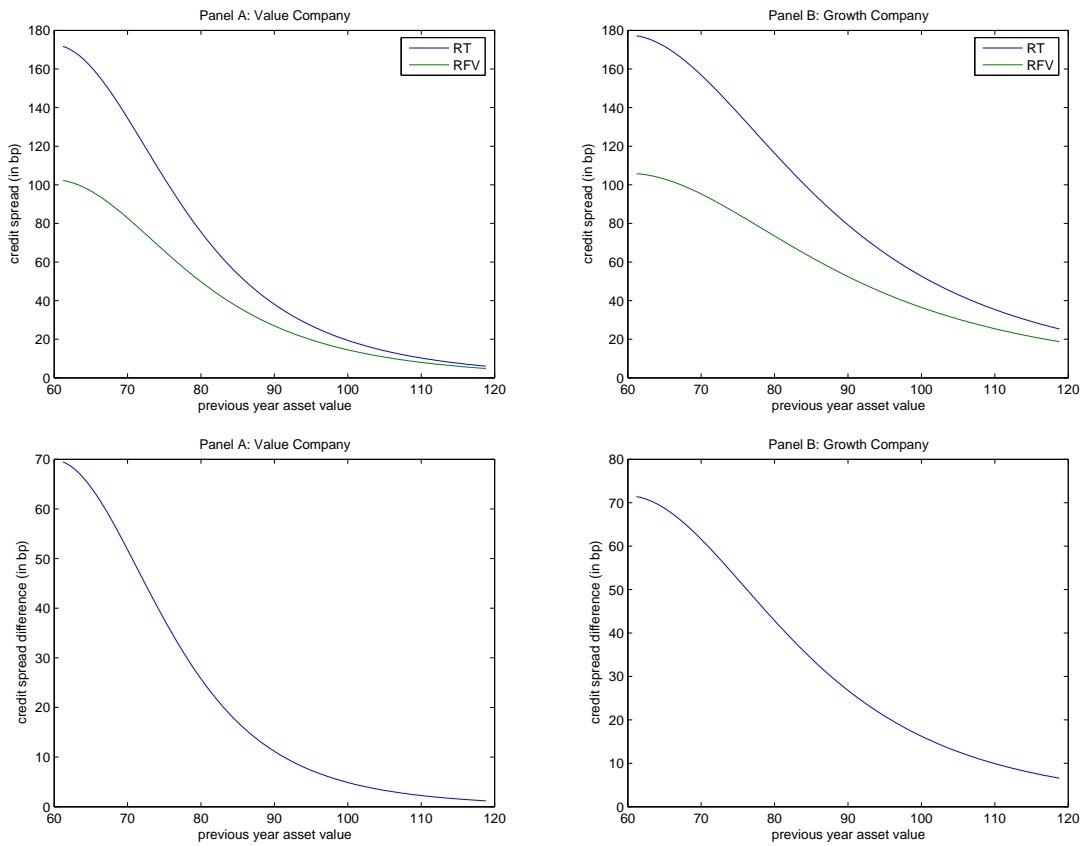 Panel A: Value Company
180
160
140
120
100
80
60
40
20
0
credit spread (in bp)
RT
RFV
60 70 80 90 100 110 120
previous year asset value
Panel B: Growth Company
180
160
140
120
100
80
60
40
20
0
credit spread (in bp)
RT
RFV
60 70 80 90 100 110 120
previous year asset value
Panel A: Value Company
70
60
50
40
30
20
10
0
credit spread difference (in bp)
60 70 80 90 100 110 120
previous year asset value
Panel B: Growth Company
80
70
60
50
40
30
20
10
0
credit spread difference (in bp)
60 70 80 90 100 110 120
previous year asset value